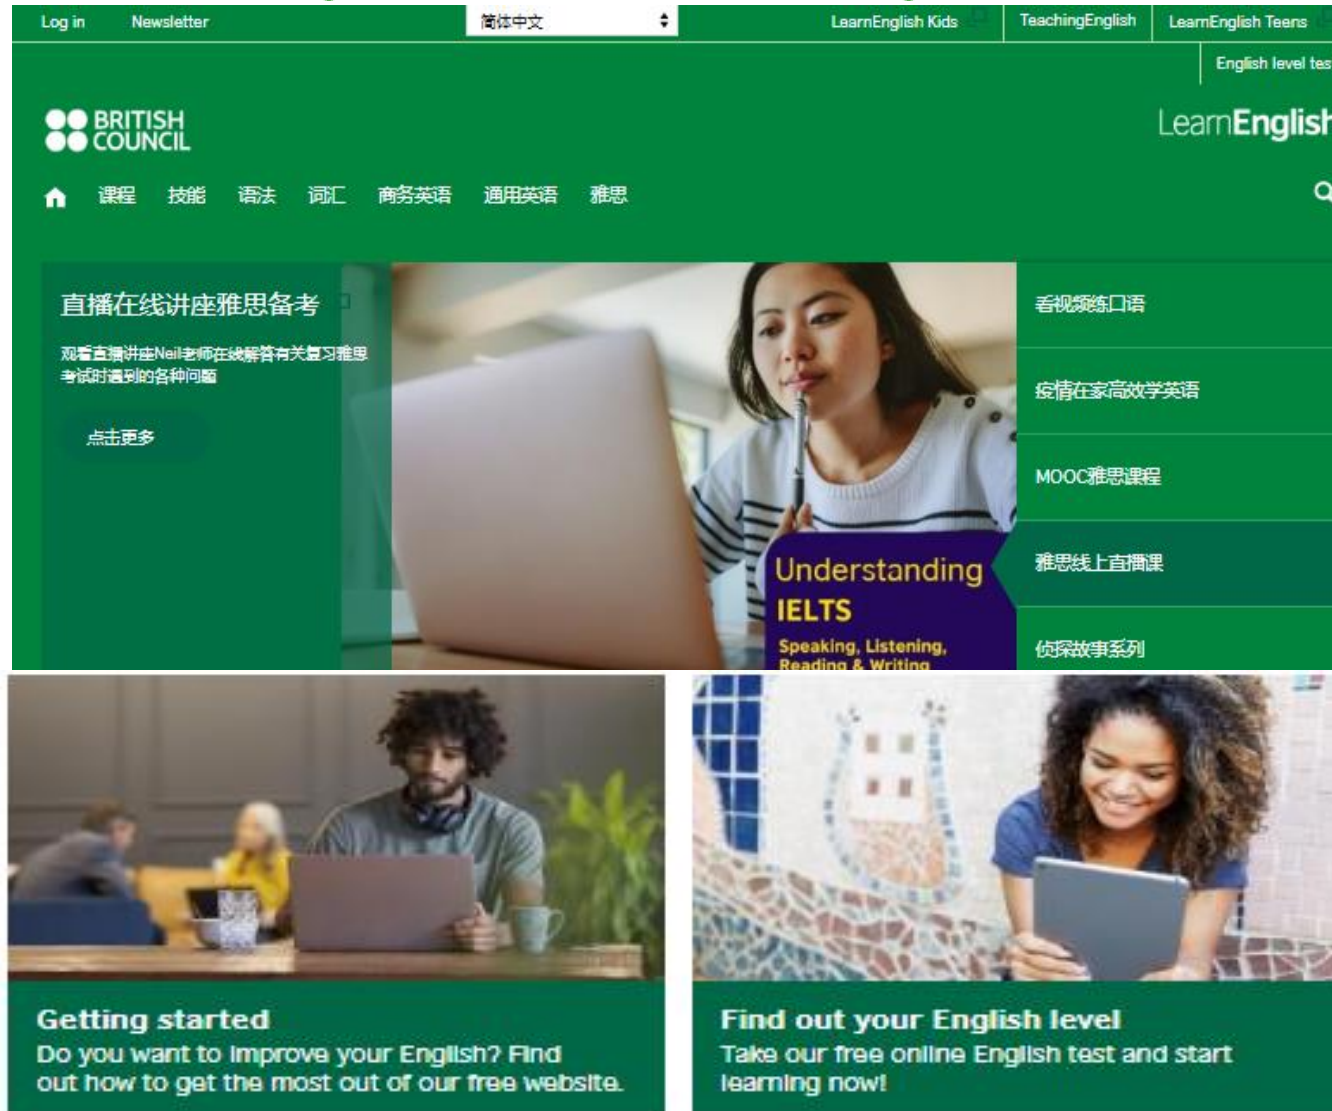 Log in Newsletter 简体中文 LearnEnglish Kids TeachingEnglish LearnEnglish Teens
English level tes
BRITISH
COUNCIL
LearnEnglish
课程 技能 语法 词汇 商务英语 通用英语 雅思
直播在线讲座雅思备考
观看直播讲座Neil老师在线解答有关复习雅思
考试时遇到的各种问题
点击更多
Understanding
IELTS
Speaking, Listening,
Reading & Writing
看视频练口语
疫情在家高效学英语
MOOC雅思课程
雅思线上直播课
侦探故事系列
Getting started
Do you want to improve your English? Find
out how to get the most out of our free website.
Find out your English level
Take our free online English test and start
learning now!